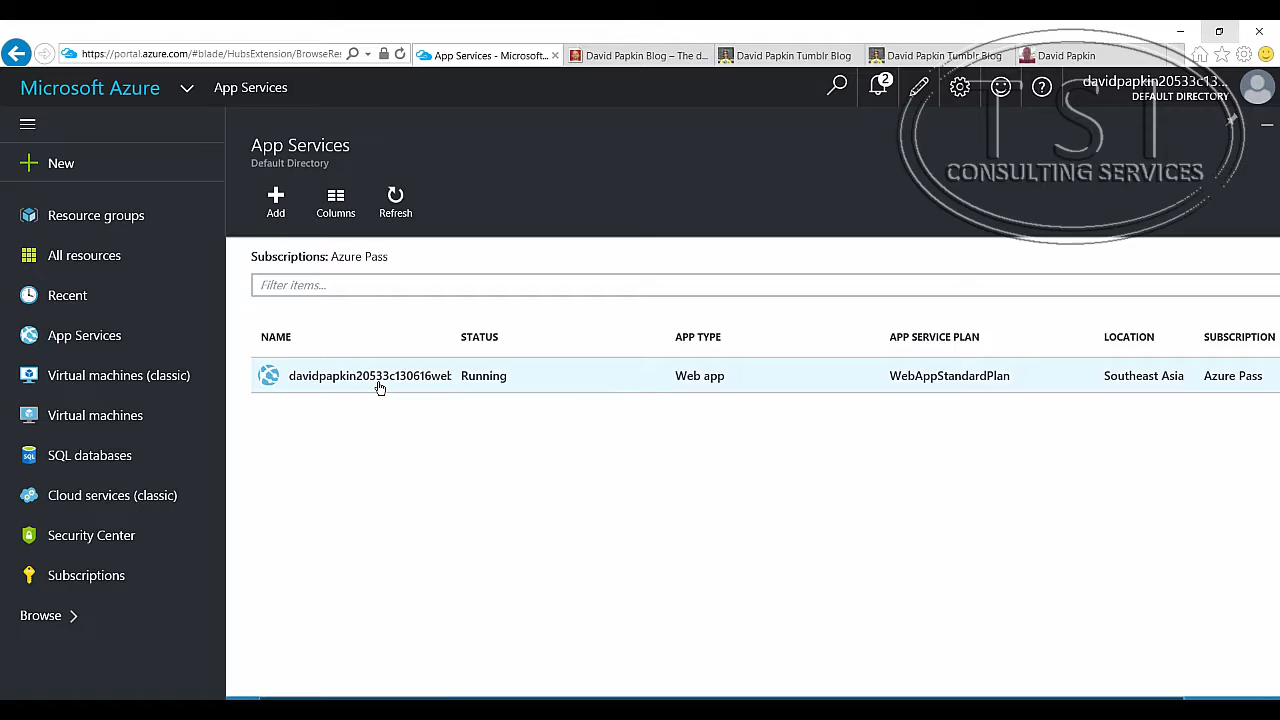 https://portal.azure.com/#blade/HubsExtension/BrowseRes
App Services - Microsoft...
David Papkin Blog – The d...
David Papkin Tumblr Blog
David Papkin Tumblr Blog
David Papkin
Microsoft Azure
App Services
2
davidpapkin20533c13...
DEFAULT DIRECTORY
TST
CONSULTING SERVICES
New
Resource groups
All resources
Recent
App Services
Virtual machines (classic)
Virtual machines
SQL databases
Cloud services (classic)
Security Center
Subscriptions
Browse
App Services
Default Directory
Add
Columns
Refresh
Subscriptions: Azure Pass
Filter items...
NAME STATUS APP TYPE APP SERVICE PLAN LOCATION SUBSCRIPTION
davidpapkin20533c130616web Running Web app WebAppStandardPlan Southeast Asia Azure Pass